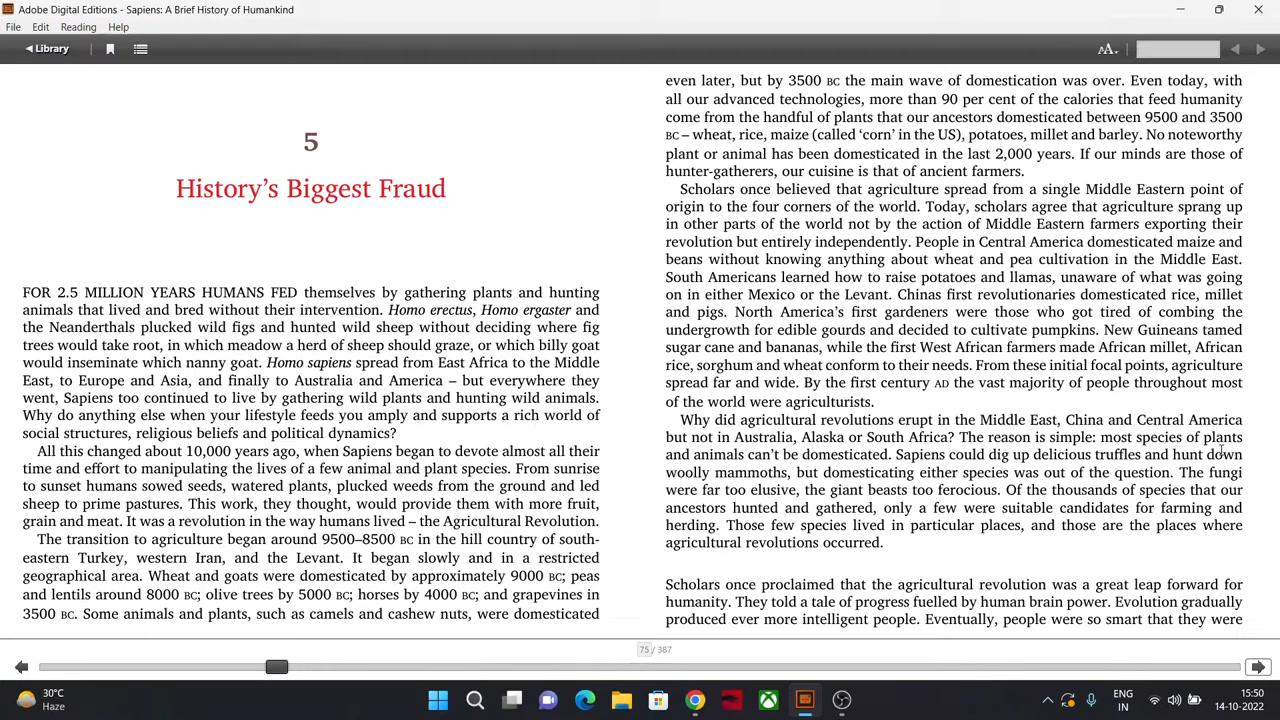 Adobe Digital Editions - Sapiens: A Brief History of Humankind
File Edit Reading Help
Library
AA
5
History's Biggest Fraud
FOR 2.5 MILLION YEARS HUMANS FED themselves by gathering plants and hunting
animals that lived and bred without their intervention. Homo erectus, Homo ergaster and
the Neanderthals plucked wild figs and hunted wild sheep without deciding where fig
trees would take root, in which meadow a herd of sheep should graze, or which billy goat
would inseminate which nanny goat. Homo sapiens spread from East Africa to the Middle
East, to Europe and Asia, and finally to Australia and America – but everywhere they
went, Sapiens too continued to live by gathering wild plants and hunting wild animals.
Why do anything else when your lifestyle feeds you amply and supports a rich world of
social structures, religious beliefs and political dynamics?
All this changed about 10,000 years ago, when Sapiens began to devote almost all their
time and effort to manipulating the lives of a few animal and plant species. From sunrise
to sunset humans sowed seeds, watered plants, plucked weeds from the ground and led
sheep to prime pastures. This work, they thought, would provide them with more fruit,
grain and meat. It was a revolution in the way humans lived – the Agricultural Revolution.
The transition to agriculture began around 9500–8500 BC in the hill country of south-
eastern Turkey, western Iran, and the Levant. It began slowly and in a restricted
geographical area. Wheat and goats were domesticated by approximately 9000 BC; peas
and lentils around 8000 BC; olive trees by 5000 BC; horses by 4000 BC; and grapevines in
3500 BC. Some animals and plants, such as camels and cashew nuts, were domesticated
even later, but by 3500 BC the main wave of domestication was over. Even today, with
all our advanced technologies, more than 90 per cent of the calories that feed humanity
come from the handful of plants that our ancestors domesticated between 9500 and 3500
BC – wheat, rice, maize (called ‘corn’ in the US), potatoes, millet and barley. No noteworthy
plant or animal has been domesticated in the last 2,000 years. If our minds are those of
hunter-gatherers, our cuisine is that of ancient farmers.
Scholars once believed that agriculture spread from a single Middle Eastern point of
origin to the four corners of the world. Today, scholars agree that agriculture sprang up
in other parts of the world not by the action of Middle Eastern farmers exporting their
revolution but entirely independently. People in Central America domesticated maize and
beans without knowing anything about wheat and pea cultivation in the Middle East.
South Americans learned how to raise potatoes and llamas, unaware of what was going
on in either Mexico or the Levant. Chinas first revolutionaries domesticated rice, millet
and pigs. North America's first gardeners were those who got tired of combing the
undergrowth for edible gourds and decided to cultivate pumpkins. New Guineans tamed
sugar cane and bananas, while the first West African farmers made African millet, African
rice, sorghum and wheat conform to their needs. From these initial focal points, agriculture
spread far and wide. By the first century AD the vast majority of people throughout most
of the world were agriculturists.
Why did agricultural revolutions erupt in the Middle East, China and Central America
but not in Australia, Alaska or South Africa? The reason is simple: most species of plants
and animals can't be domesticated. Sapiens could dig up delicious truffles and hunt down
woolly mammoths, but domesticating either species was out of the question. The fungi
were far too elusive, the giant beasts too ferocious. Of the thousands of species that our
ancestors hunted and gathered, only a few were suitable candidates for farming and
herding. Those few species lived in particular places, and those are the places where
agricultural revolutions occurred.
Scholars once proclaimed that the agricultural revolution was a great leap forward for
humanity. They told a tale of progress fuelled by human brain power. Evolution gradually
produced ever more intelligent people. Eventually, people were so smart that they were
75 / 387
30°C
Haze
ENG
IN
15:50
14-10-2022